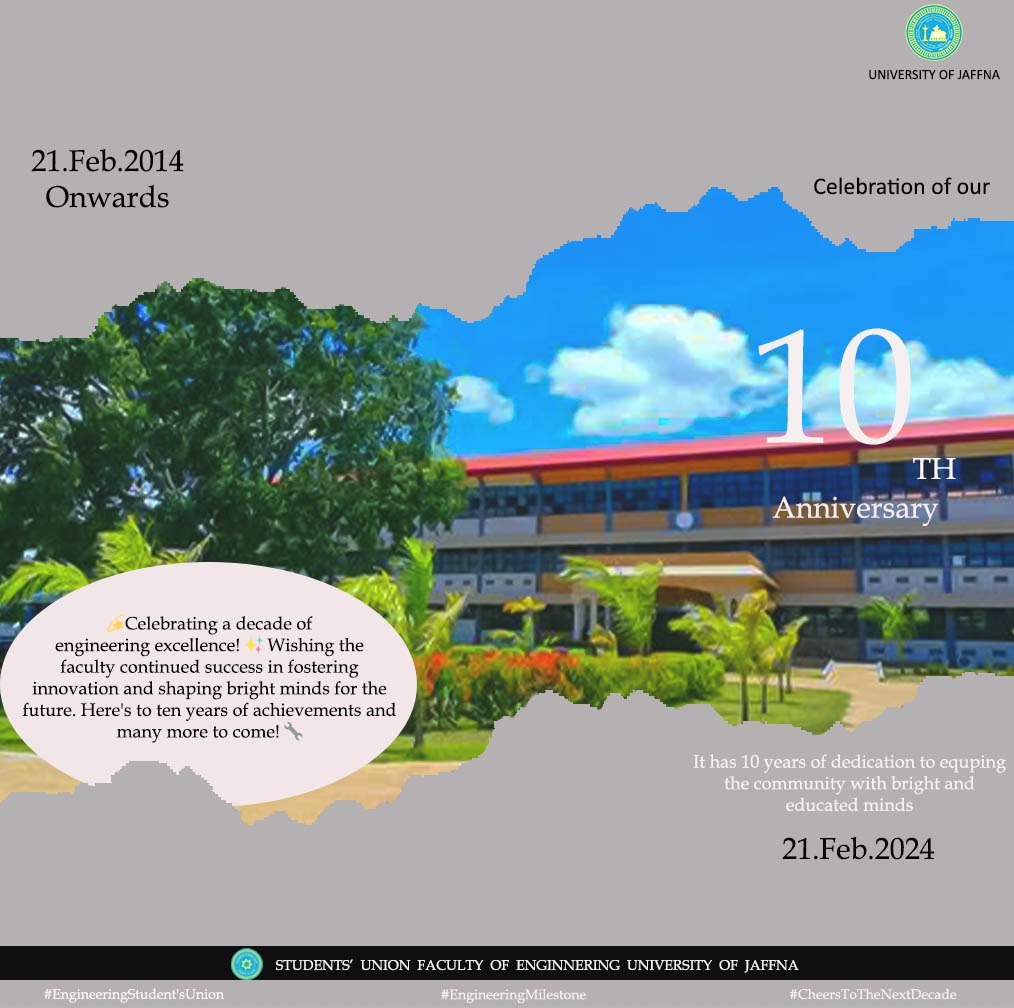 UNIVERSITY OF JAFFNA
21.Feb.2014
Onwards
Celebration of our
10
TH
Anniversary
💫Celebrating a decade of
engineering excellence! ✨ Wishing the
faculty continued success in fostering
innovation and shaping bright minds for the
future. Here's to ten years of achievements and
many more to come! 🔧
It has 10 years of dedication to equping
the community with bright and
educated minds
21.Feb.2024
STUDENTS’ UNION FACULTY OF ENGINNERING UNIVERSITY OF JAFFNA
#EngineeringStudent'sUnion
#EngineeringMilestone
#CheersToTheNextDecade